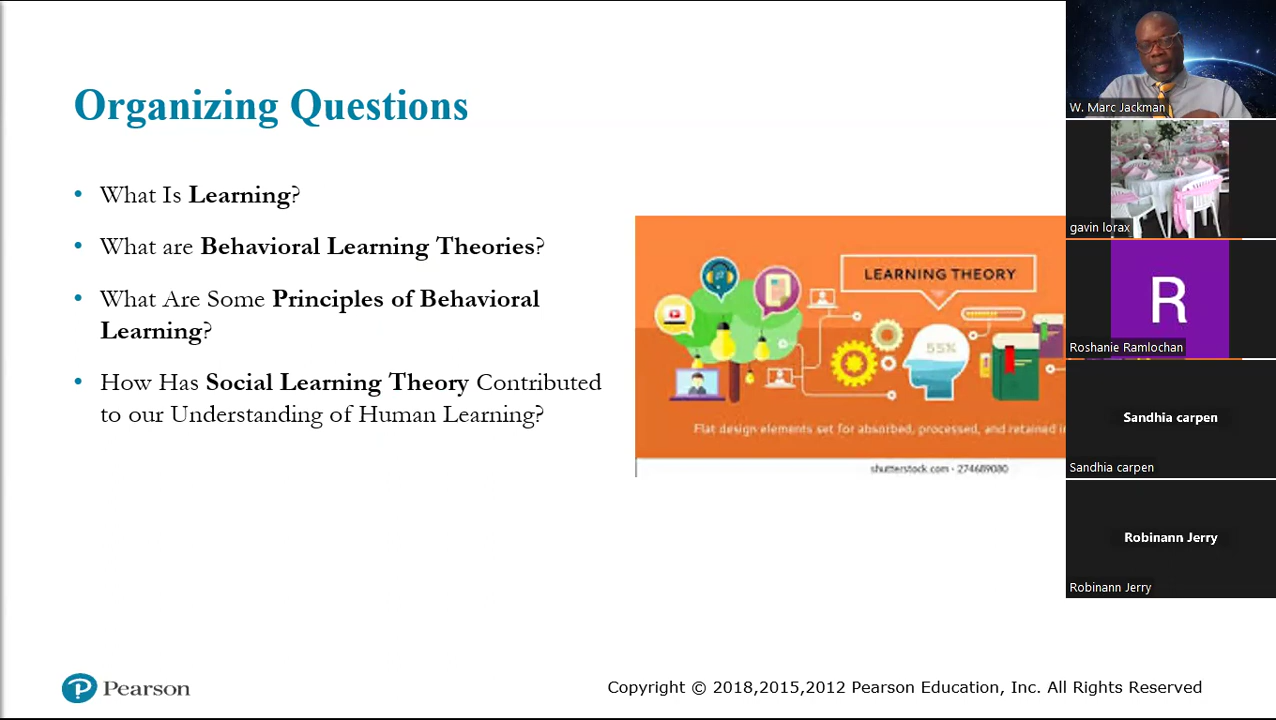 Organizing Questions
• What Is Learning?
• What are Behavioral Learning Theories?
• What Are Some Principles of Behavioral
Learning?
• How Has Social Learning Theory Contributed
to our Understanding of Human Learning?
LEARNING THEORY
55%
Flat design elements set for absorbed, processed, and retained
shutterstock.com · 274689080
Pearson
Copyright © 2018,2015,2012 Pearson Education, Inc. All Rights Reserved
W. Marc Jackman
gavin lorax
R
Roshanie Ramlochan
Sandhia carpen
Sandhia carpen
Robinann Jerry
Robinann Jerry